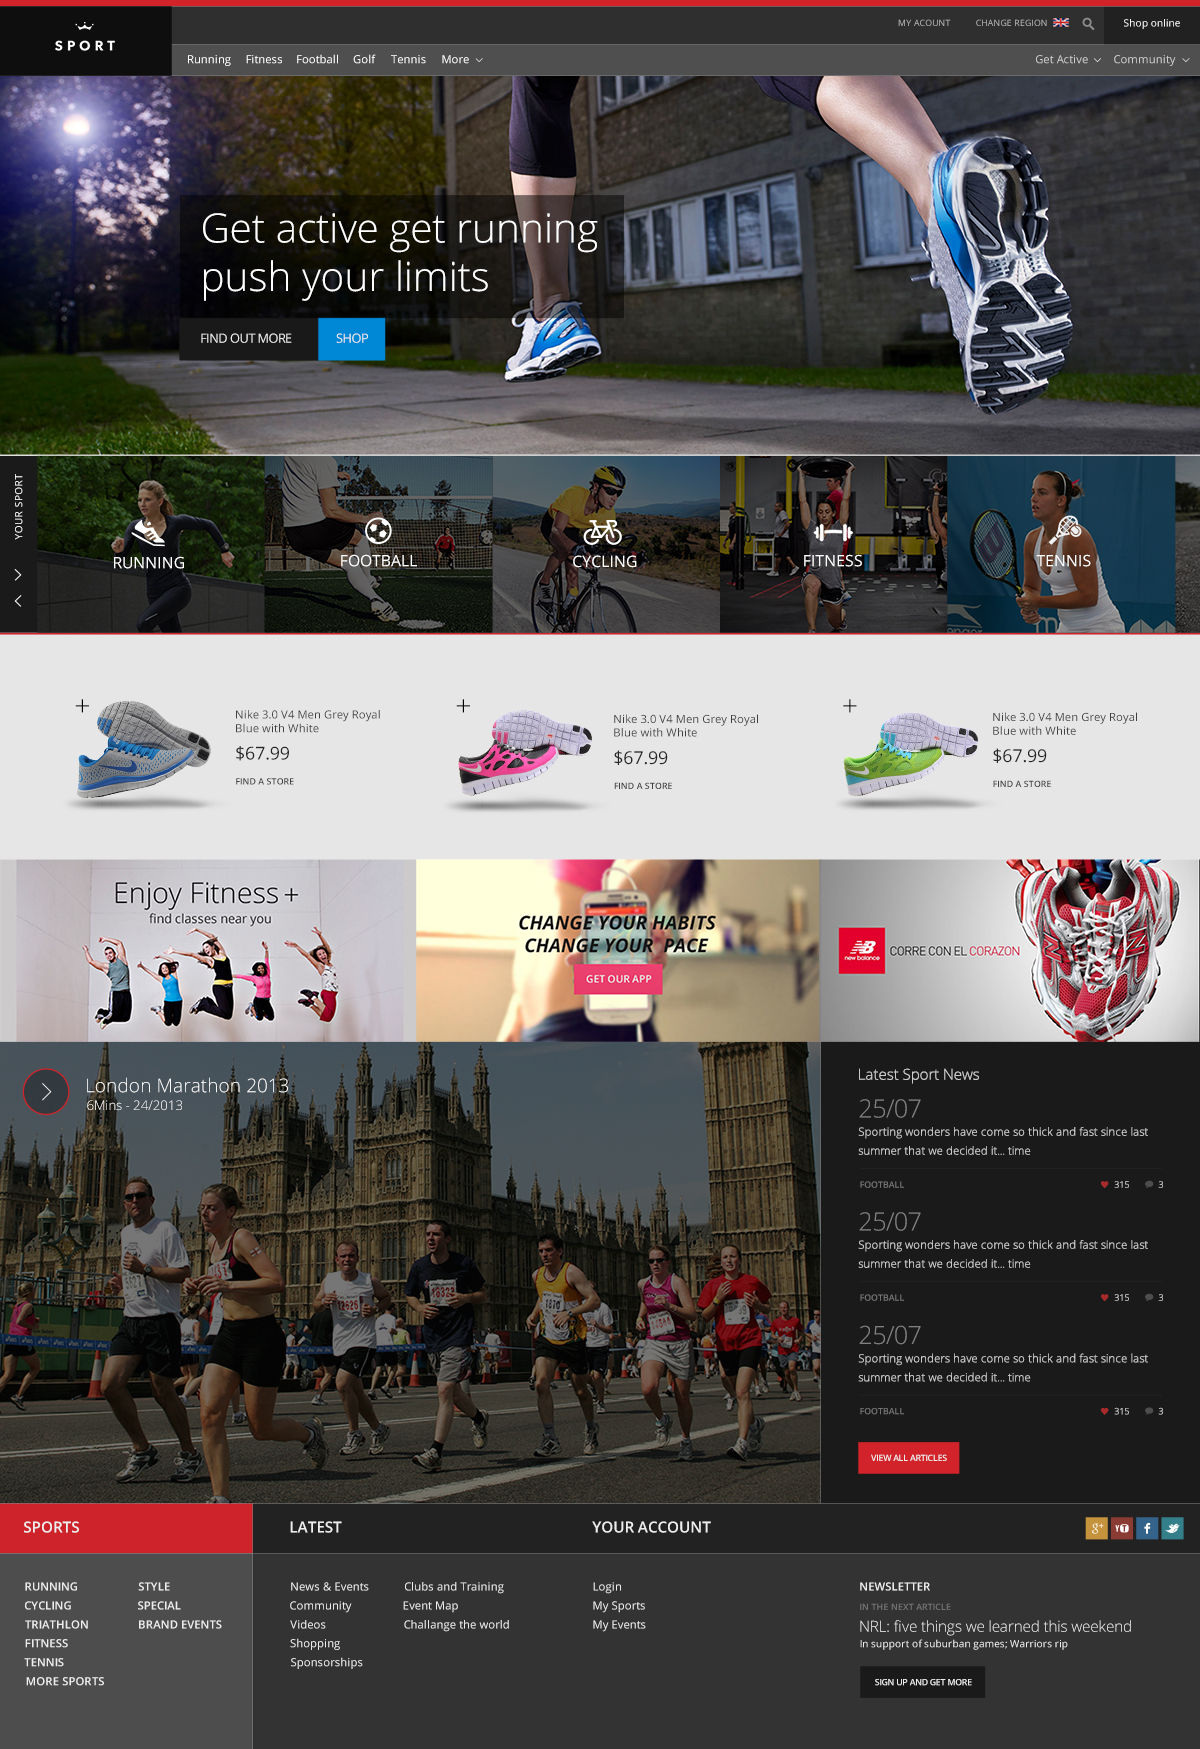 SPORT
MY ACOUNT
CHANGE REGION
Shop online
Running Fitness Football Golf Tennis More
Get Active Community
Get active get running
push your limits
FIND OUT MORE
SHOP
YOUR SPORT
RUNNING
FOOTBALL
CYCLING
FITNESS
TENNIS
Nike 3.0 V4 Men Grey Royal
Blue with White
$67.99
FIND A STORE
Nike 3.0 V4 Men Grey Royal
Blue with White
$67.99
FIND A STORE
Nike 3.0 V4 Men Grey Royal
Blue with White
$67.99
FIND A STORE
Enjoy Fitness +
find classes near you
CHANGE YOUR HABITS
CHANGE YOUR PACE
GET OUR APP
new balance
CORRE CON EL CORAZON
London Marathon 2013
6Mins - 24/2013
Latest Sport News
25/07
Sporting wonders have come so thick and fast since last
summer that we decided it... time
FOOTBALL
315
3
25/07
Sporting wonders have come so thick and fast since last
summer that we decided it... time
FOOTBALL
315
3
25/07
Sporting wonders have come so thick and fast since last
summer that we decided it... time
FOOTBALL
315
3
VIEW ALL ARTICLES
SPORTS
RUNNING
CYCLING
TRIATHLON
FITNESS
TENNIS
MORE SPORTS
STYLE
SPECIAL
BRAND EVENTS
LATEST
News & Events
Community
Videos
Shopping
Sponsorships
Clubs and Training
Event Map
Challange the world
YOUR ACCOUNT
Login
My Sports
My Events
NEWSLETTER
IN THE NEXT ARTICLE
NRL: five things we learned this weekend
In support of suburban games; Warriors rip
SIGN UP AND GET MORE